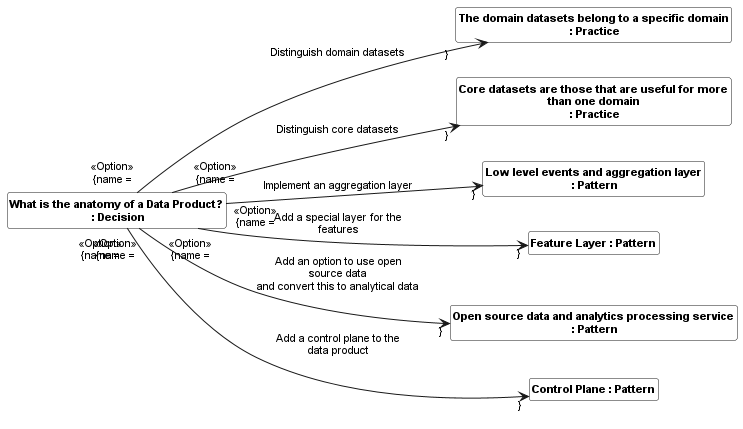 The domain datasets belong to a specific domain
: Practice
Distinguish domain datasets
}
Core datasets are those that are useful for more
than one domain
: Practice
Distinguish core datasets
}
«Option»
{name =
«Option»
{name =
Low level events and aggregation layer
: Pattern
Implement an aggregation layer
}
What is the anatomy of a Data Product?
: Decision
«Option»
{name =
Add a special layer for the
features
Feature Layer : Pattern
}
«Option»
{name =
«Option»
{name =
«Option»
{name =
Add an option to use open
source data
and convert this to analytical data
Open source data and analytics processing service
: Pattern
}
Add a control plane to the
data product
Control Plane : Pattern
}